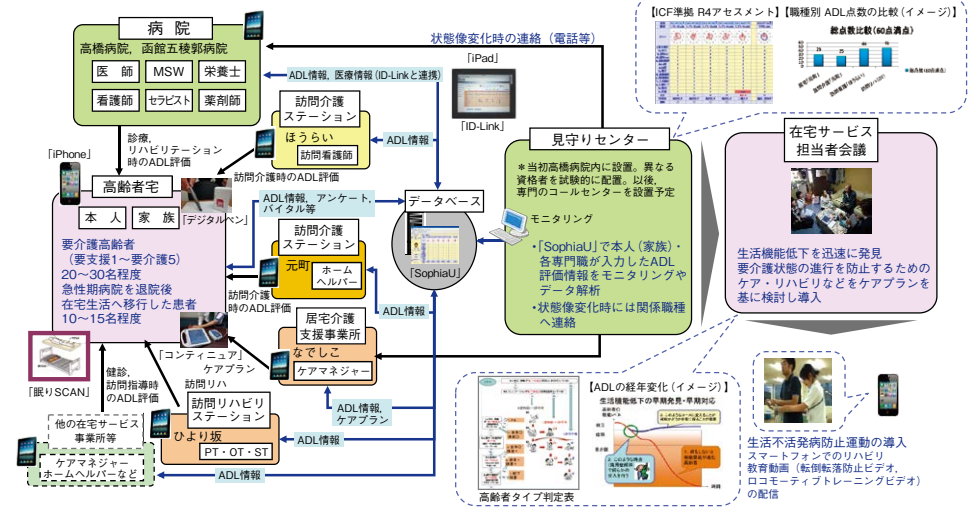 病 院
高橋病院，函館五稜郭病院
医 師
MSW
栄養士
看護師
セラピスト
薬剤師
状態像変化時の連絡（電話等）
「iPad」
ADL情報，医療情報（ID-Linkと連携）
「ID-Link」
訪問介護
ステーション
ほうらい
訪問看護師
ADL情報
診療，
リハビリテーション
時のADL評価
訪問介護時のADL評価
「iPhone」
高齢者宅
本 人
家 族
「デジタルペン」
要介護高齢者
（要支援1～要介護5）
20～30名程度
急性期病院を退院後
在宅生活へ移行した患者
10～15名程度
ADL情報，アンケート，
バイタル等
データベース
「SophiaU」
訪問介護
ステーション
元町
ホーム
ヘルパー
訪問介護
時のADL評価
ADL情報
居宅介護
支援事業所
なでしこ
ケアマネジャー
「コンティニュア」
ケアプラン
ADL情報，
ケアプラン
「眠りSCAN」
健診，
訪問指導時
のADL評価
訪問リハ
訪問リハビリ
ステーション
ひより坂
PT・OT・ST
ADL情報
他の在宅サービス
事業所等
ケアマネジャー
ホームヘルパーなど
ADL情報
見守りセンター
＊当初高橋病院内に設置。異なる
資格者を試験的に配置。以後，
専門のコールセンターを設置予定
モニタリング
・「SophiaU」で本人（家族）・
各専門職が入力したADL
評価情報をモニタリングや
データ解析
・状態像変化時には関係職種
へ連絡
【ICF準拠 R4アセスメント】
【職種別 ADL点数の比較（イメージ）】
総点数比較（60点満点）
在宅サービス
担当者会議
生活機能低下を迅速に発見
要介護状態の進行を防止するための
ケア・リハビリなどをケアプランを
基に検討し導入
【ADLの経年変化（イメージ）】
生活機能低下の早期発見・早期対応
時間
高齢者タイプ判定表
生活不活発病防止運動の導入
スマートフォンでのリハビリ
教育動画（転倒転落防止ビデオ，
ロコモーティブトレーニングビデオ）
の配信